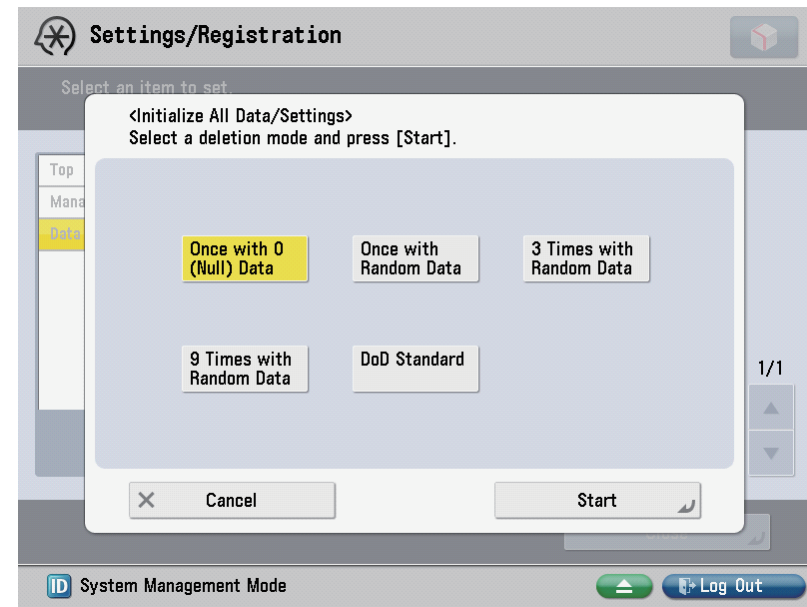 Settings/Registration
Select an item to set.
<Initialize All Data/Settings>
Select a deletion mode and press [Start].
Top
Mana
Data
Once with 0
(Null) Data
Once with
Random Data
3 Times with
Random Data
9 Times with
Random Data
DoD Standard
1/1
Cancel
Start
Close
ID System Management Mode
Log Out